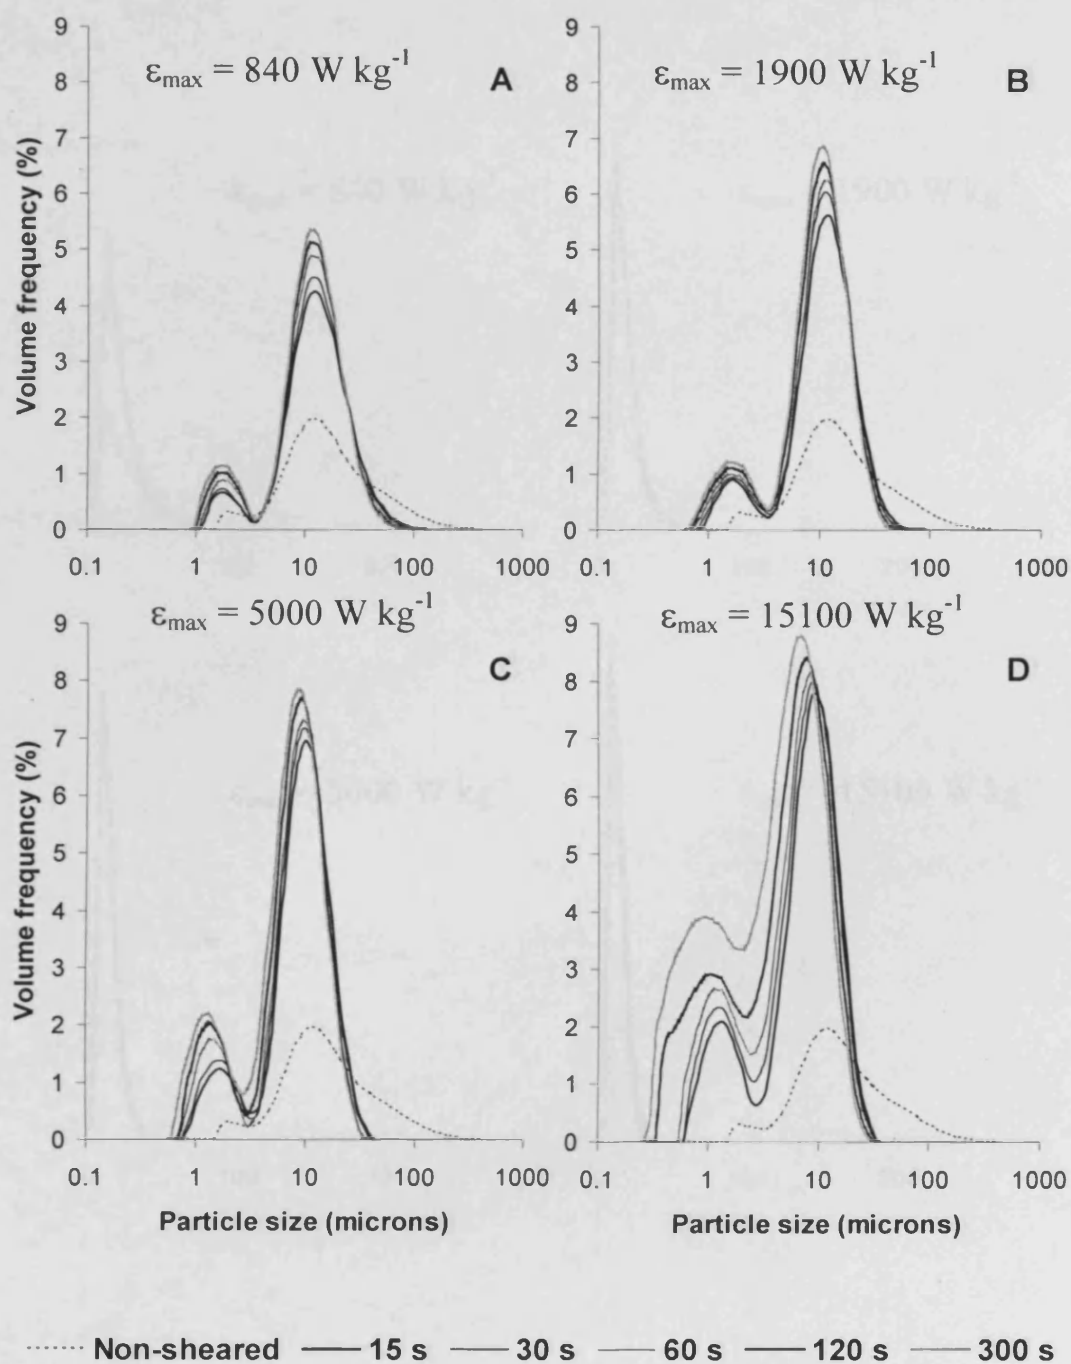 ε_max = 840 W kg^-1
A
Volume frequency (%)
9
8
7
6
5
4
3
2
1
0
0.1 1 10 100 1000
ε_max = 1900 W kg^-1
B
9
8
7
6
5
4
3
2
1
0
0.1 1 10 100 1000
ε_max = 5000 W kg^-1
C
Volume frequency (%)
9
8
7
6
5
4
3
2
1
0
0.1 1 10 100 1000
Particle size (microns)
ε_max = 15100 W kg^-1
D
9
8
7
6
5
4
3
2
1
0
0.1 1 10 100 1000
Particle size (microns)
Non-sheared 15 s 30 s 60 s 120 s 300 s